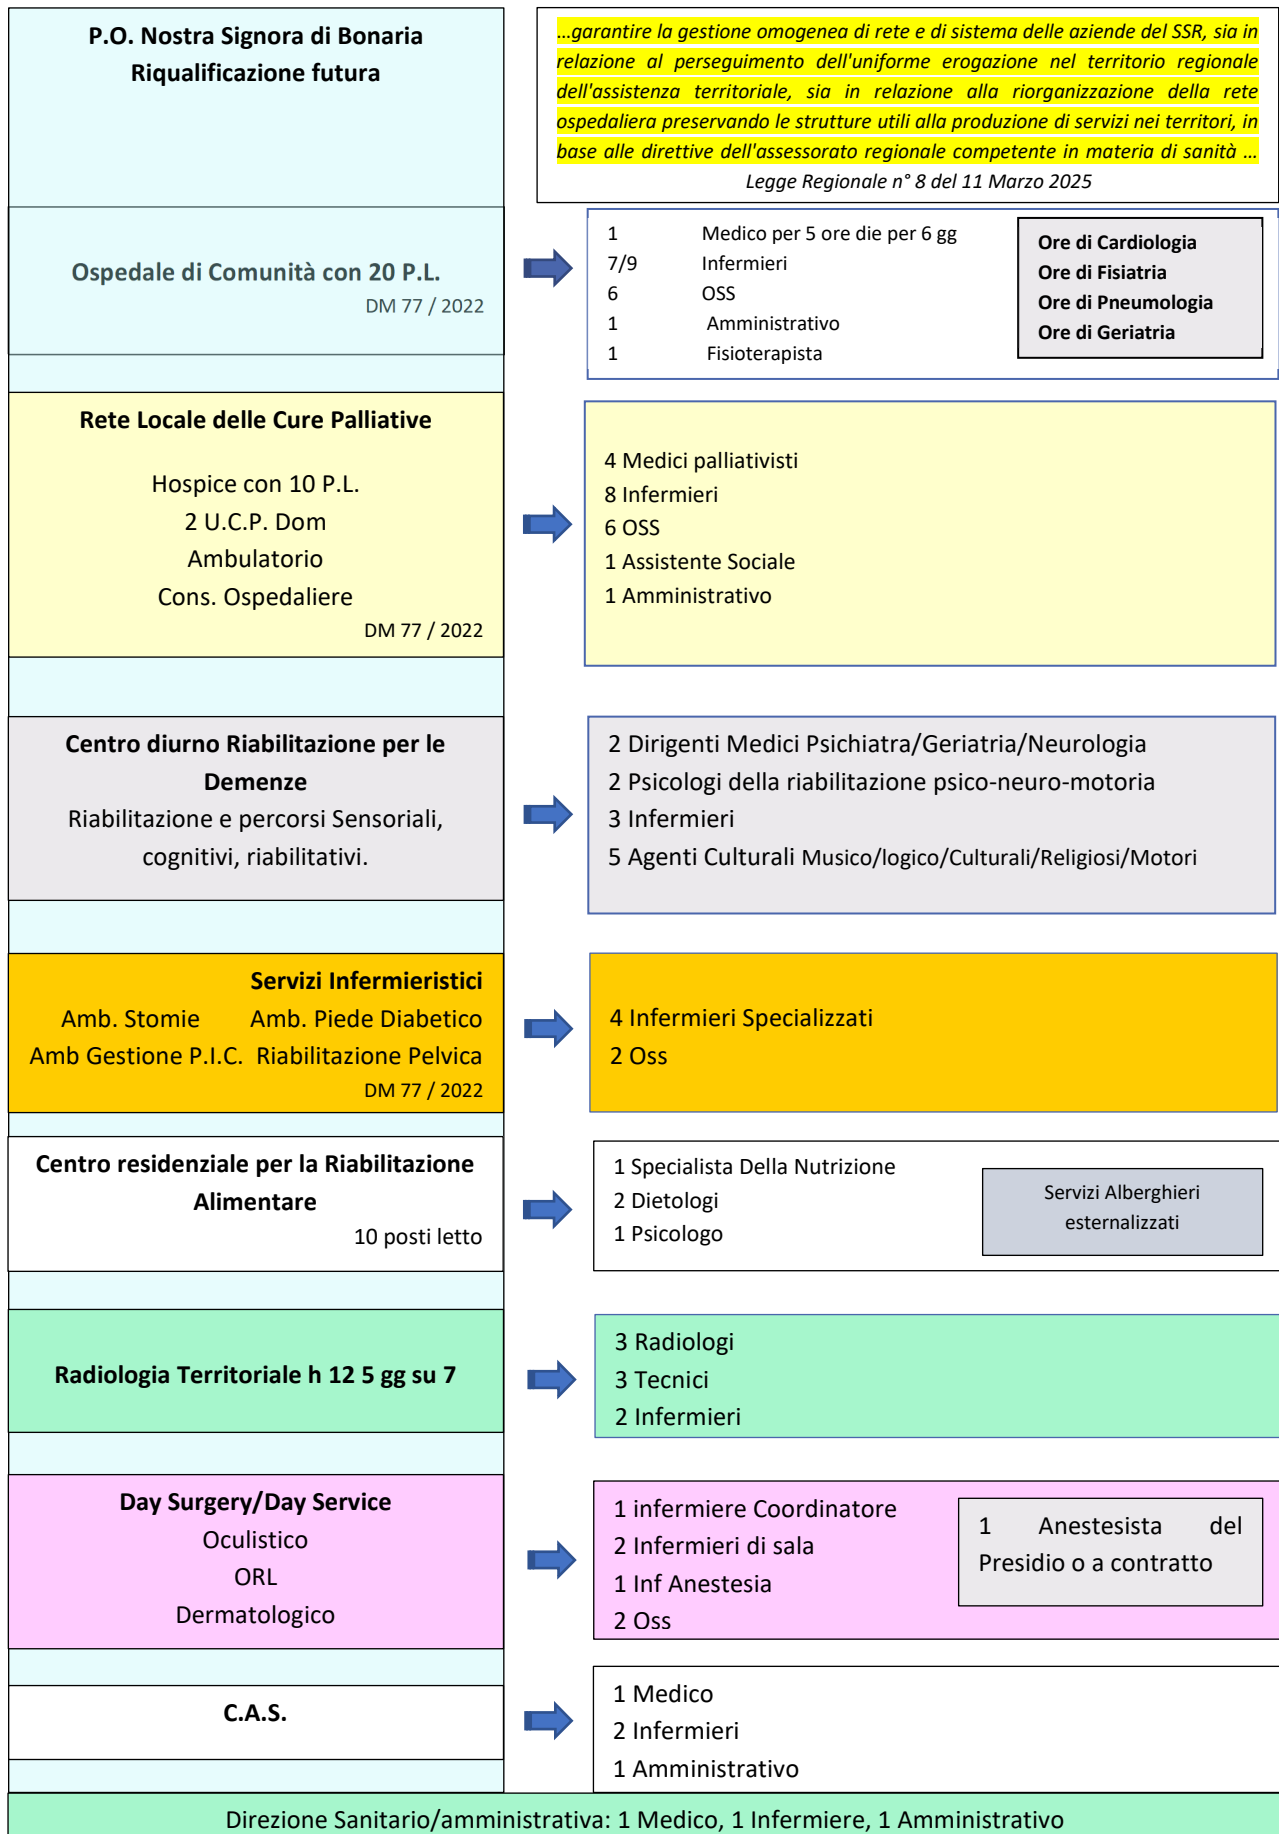 P.O. Nostra Signora di Bonaria
Riqualificazione futura
...garantire la gestione omogenea di rete e di sistema delle aziende del SSR, sia in
relazione al perseguimento dell'uniforme erogazione nel territorio regionale
dell'assistenza territoriale, sia in relazione alla riorganizzazione della rete
ospedaliera preservando le strutture utili alla produzione di servizi nei territori, in
base alle direttive dell'assessorato regionale competente in materia di sanità ...
Legge Regionale n° 8 del 11 Marzo 2025
Ospedale di Comunità con 20 P.L.
DM 77 / 2022
1 Medico per 5 ore die per 6 gg
7/9 Infermieri
6 OSS
1 Amministrativo
1 Fisioterapista
Ore di Cardiologia
Ore di Fisiatria
Ore di Pneumologia
Ore di Geriatria
Rete Locale delle Cure Palliative
Hospice con 10 P.L.
2 U.C.P. Dom
Ambulatorio
Cons. Ospedaliere
DM 77 / 2022
4 Medici palliativisti
8 Infermieri
6 OSS
1 Assistente Sociale
1 Amministrativo
Centro diurno Riabilitazione per le
Demenze
Riabilitazione e percorsi Sensoriali,
cognitivi, riabilitativi.
2 Dirigenti Medici Psichiatra/Geriatria/Neurologia
2 Psicologi della riabilitazione psico-neuro-motoria
3 Infermieri
5 Agenti Culturali Musico/logico/Culturali/Religiosi/Motori
Servizi Infermieristici
Amb. Stomie Amb. Piede Diabetico
Amb Gestione P.I.C. Riabilitazione Pelvica
DM 77 / 2022
4 Infermieri Specializzati
2 Oss
Centro residenziale per la Riabilitazione
Alimentare
10 posti letto
1 Specialista Della Nutrizione
2 Dietologi
1 Psicologo
Servizi Alberghieri
esternalizzati
Radiologia Territoriale h 12 5 gg su 7
3 Radiologi
3 Tecnici
2 Infermieri
Day Surgery/Day Service
Oculistico
ORL
Dermatologico
1 infermiere Coordinatore
2 Infermieri di sala
1 Inf Anestesia
2 Oss
1 Anestesista del
Presidio o a contratto
C.A.S.
1 Medico
2 Infermieri
1 Amministrativo
Direzione Sanitario/amministrativa: 1 Medico, 1 Infermiere, 1 Amministrativo